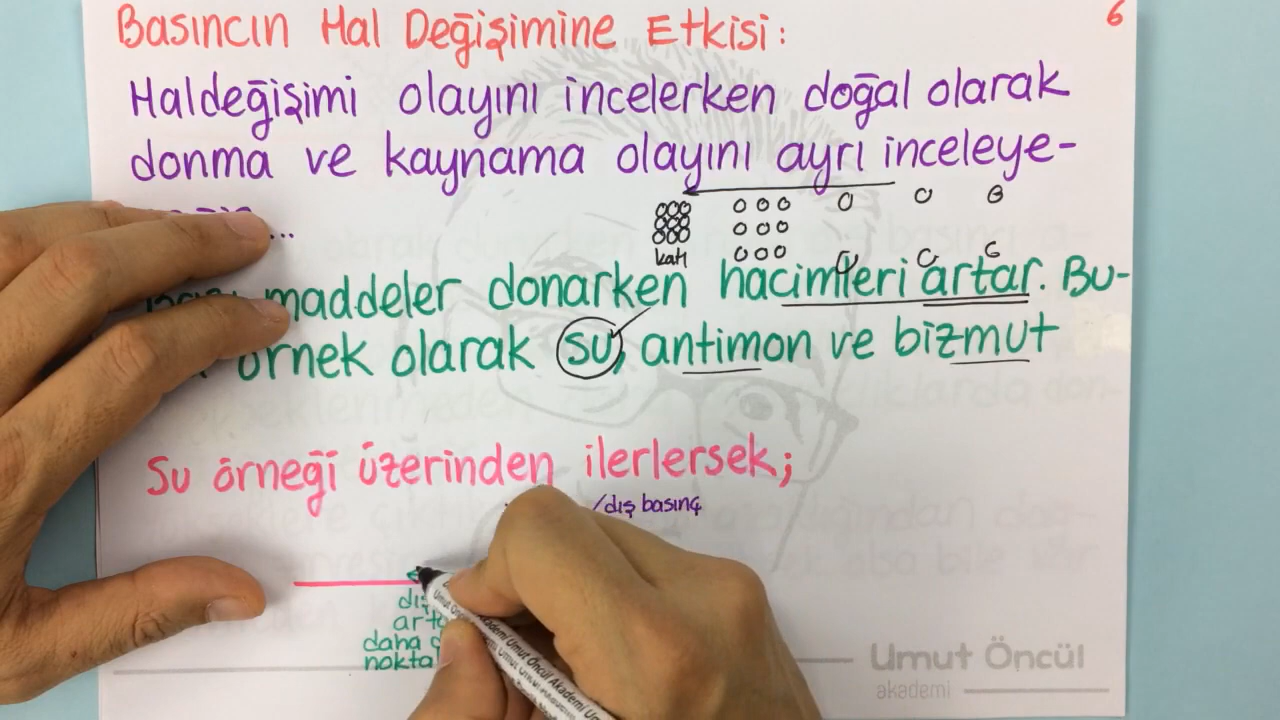 Basıncın Hal Değişimine Etkisi:
6
Haldeğişimi olayını incelerken doğal olarak
donma ve kaynama olayını ayrı inceleye-
...
katı
maddeler donarken hacimleri artar. Bu-
örnek olarak su, antimon ve bizmut
Su örneği üzerinden ilerlersek;
/dış basınç
daha
nokta
Umut Öncül
akademi